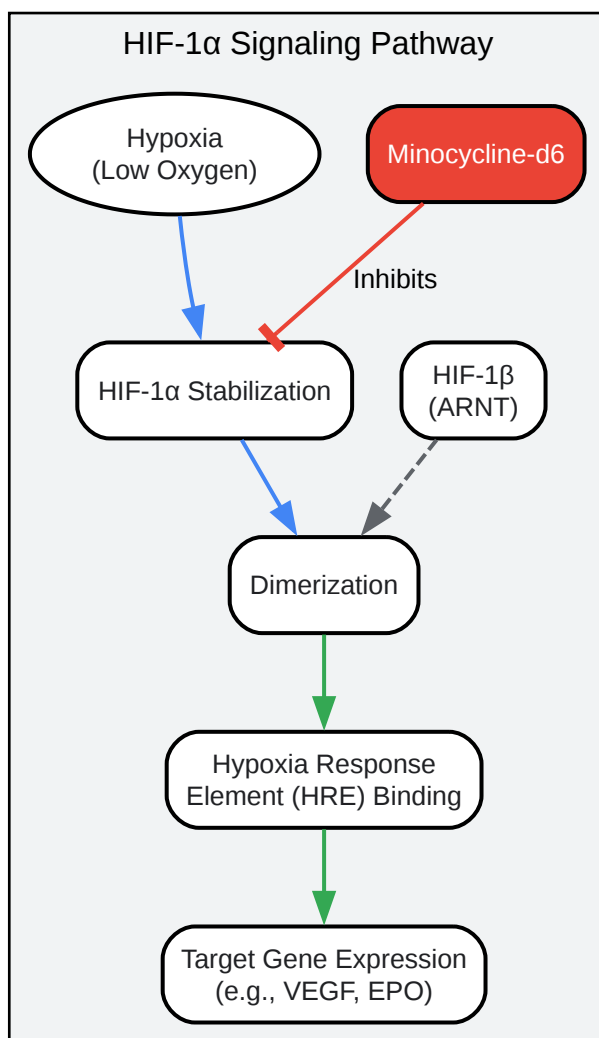 HIF-1α Signaling Pathway
Hypoxia
(Low Oxygen)
Minocycline-d6
Inhibits
HIF-1α Stabilization
HIF-1β
(ARNT)
Dimerization
Hypoxia Response
Element (HRE) Binding
Target Gene Expression
(e.g., VEGF, EPO)